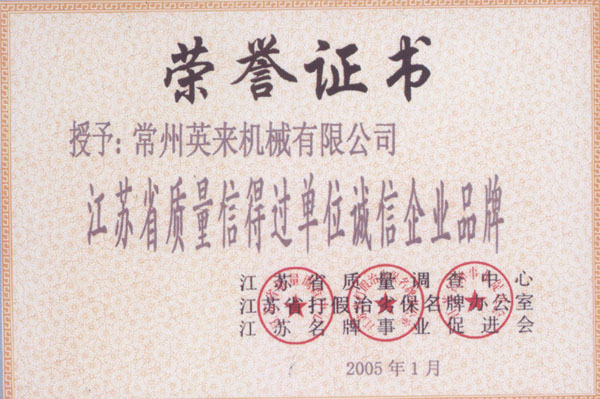 荣誉证书
授予：常州英来机械有限公司
江苏省质量信得过单位诚信企业品牌
江苏省质量调查中心
江苏省打假治劣保名牌办公室
江苏名牌事业促进会
2005年1月